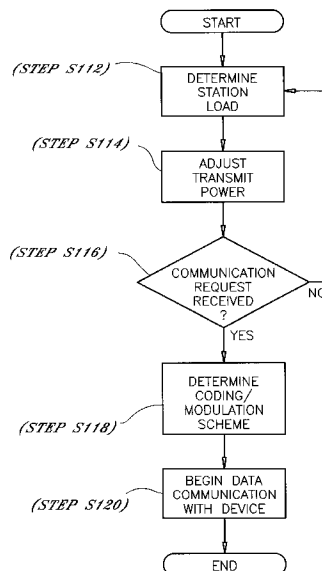 START
(STEP S112)
DETERMINE
STATION
LOAD
(STEP S114)
ADJUST
TRANSMIT
POWER
(STEP S116)
COMMUNICATION
REQUEST
RECEIVED
?
NO
YES
DETERMINE
CODING/
MODULATION
SCHEME
(STEP S118)
BEGIN DATA
COMMUNICATION
WITH DEVICE
(STEP S120)
END